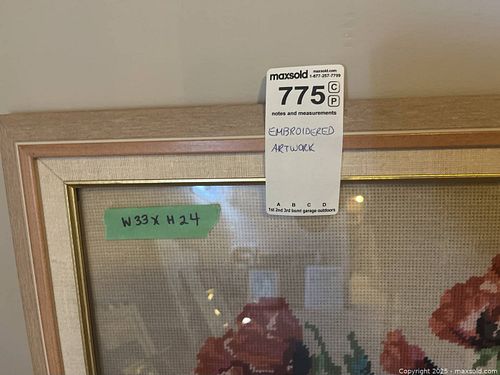 maxsold maxsold.com
1-877-257-7799
775 C
P
notes and measurements
EMBROIDERED
ARTWORK
A B C D
1st 2nd 3rd bsmt garage outdoors
W33 X H24
Copyright 2025 - maxsold.com